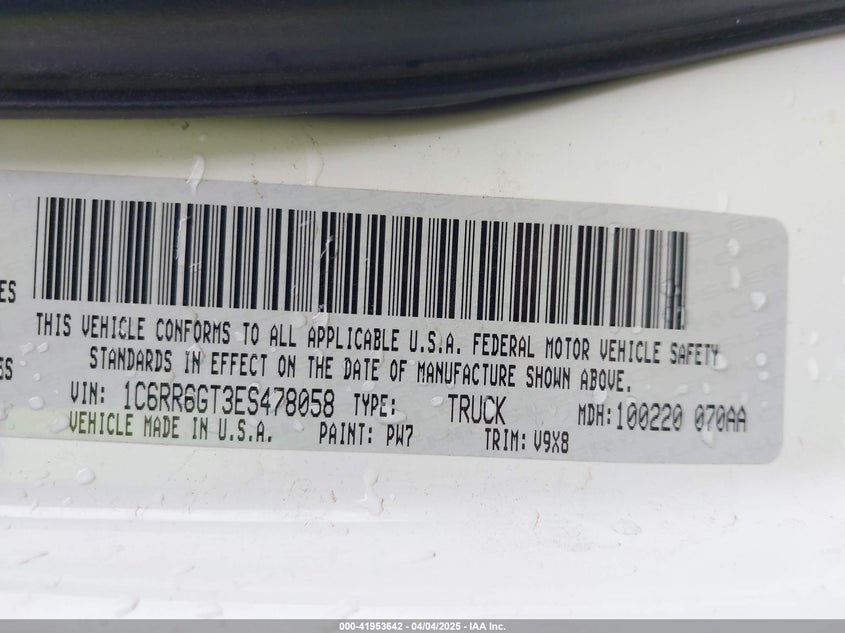 ES
THIS VEHICLE CONFORMS TO ALL APPLICABLE U.S.A. FEDERAL MOTOR VEHICLE SAFETY
ES STANDARDS IN EFFECT ON THE DATE OF MANUFACTURE SHOWN ABOVE.
VIN: 1C6RR6GT3ES478058 TYPE: TRUCK MDH: 100220 070AA
VEHICLE MADE IN U.S.A. PAINT: PW7 TRIM: V9X8
000-41953642 - 04/04/2025 - IAA Inc.